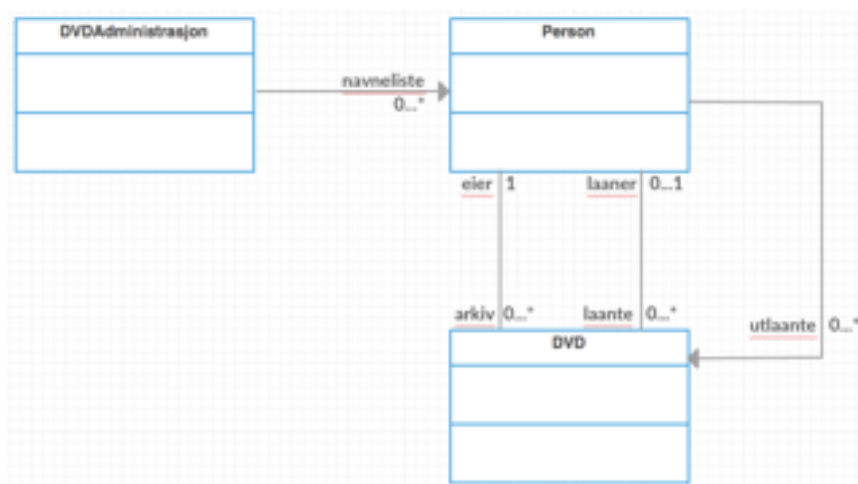 DVDAdministrasjon
Person
navneliste
0...*
eier 1
laaner 0...1
arkiv 0...*
laante 0...*
utlaante 0...*
DVD